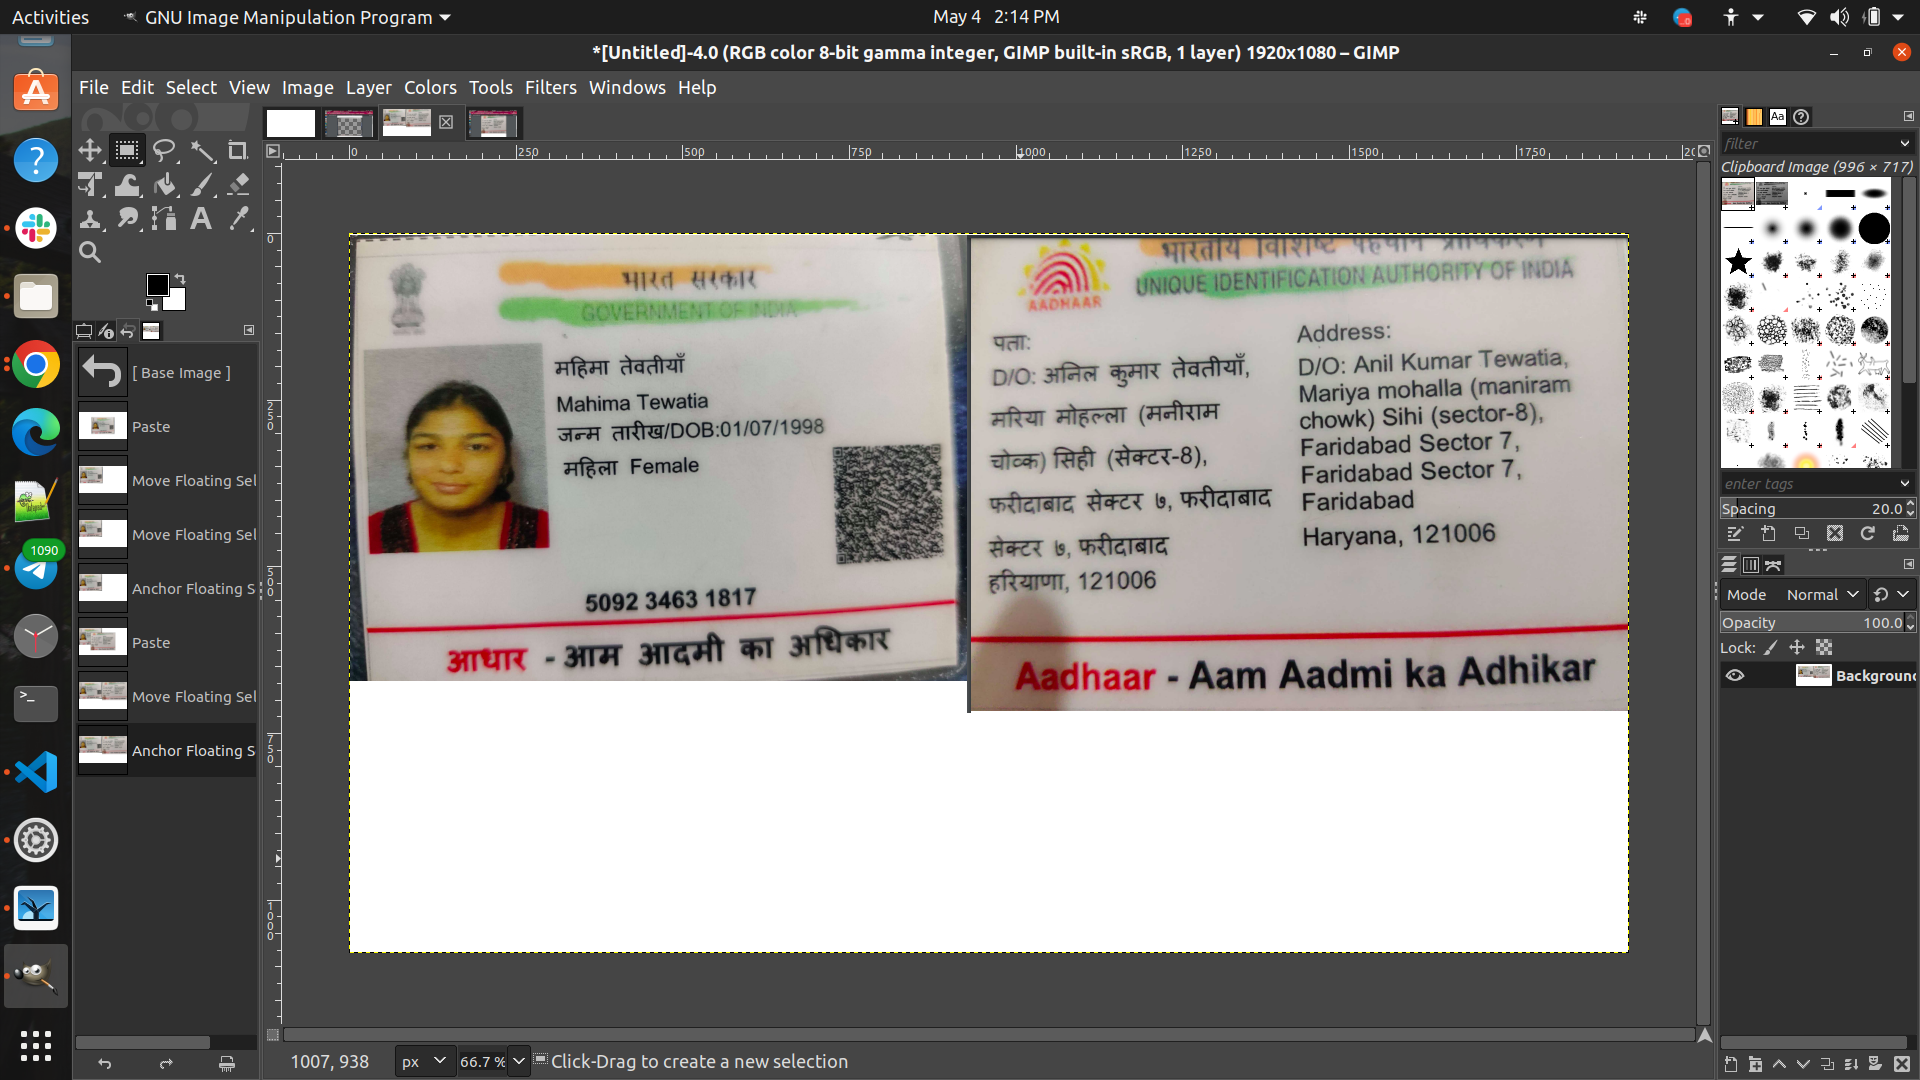 Activities
GNU Image Manipulation Program
May 4 2:14 PM
*[Untitled]-4.0 (RGB color 8-bit gamma integer, GIMP built-in sRGB, 1 layer) 1920x1080 – GIMP
File Edit Select View Image Layer Colors Tools Filters Windows Help
0 250 500 750 1000 1250 1500 1750
0
250
500
750
1000
[ Base Image ]
Paste
Move Floating Sel
Move Floating Sel
Anchor Floating S
Paste
Move Floating Sel
Anchor Floating S
1090
भारत सरकार
GOVERNMENT OF INDIA
महिमा तेवतीयाँ
Mahima Tewatia
जन्म तारीख/DOB:01/07/1998
महिला Female
5092 3463 1817
आधार - आम आदमी का अधिकार
भारतीय विशिष्ट पहचान प्राधिकरण
UNIQUE IDENTIFICATION AUTHORITY OF INDIA
AADHAAR
पता:
D/O: अनिल कुमार तेवतीयाँ,
मरिया मोहल्ला (मनीराम
चोव्क) सिही (सेक्टर-8),
फरीदाबाद सेक्टर ७, फरीदाबाद
सेक्टर ७, फरीदाबाद
हरियाणा, 121006
Address:
D/O: Anil Kumar Tewatia,
Mariya mohalla (maniram
chowk) Sihi (sector-8),
Faridabad Sector 7,
Faridabad Sector 7,
Faridabad
Haryana, 121006
Aadhaar - Aam Aadmi ka Adhikar
filter
Clipboard Image (996 × 717)
enter tags
Spacing 20.0
Mode Normal
Opacity 100.0
Lock:
Background
1007, 938 px 66.7 % Click-Drag to create a new selection